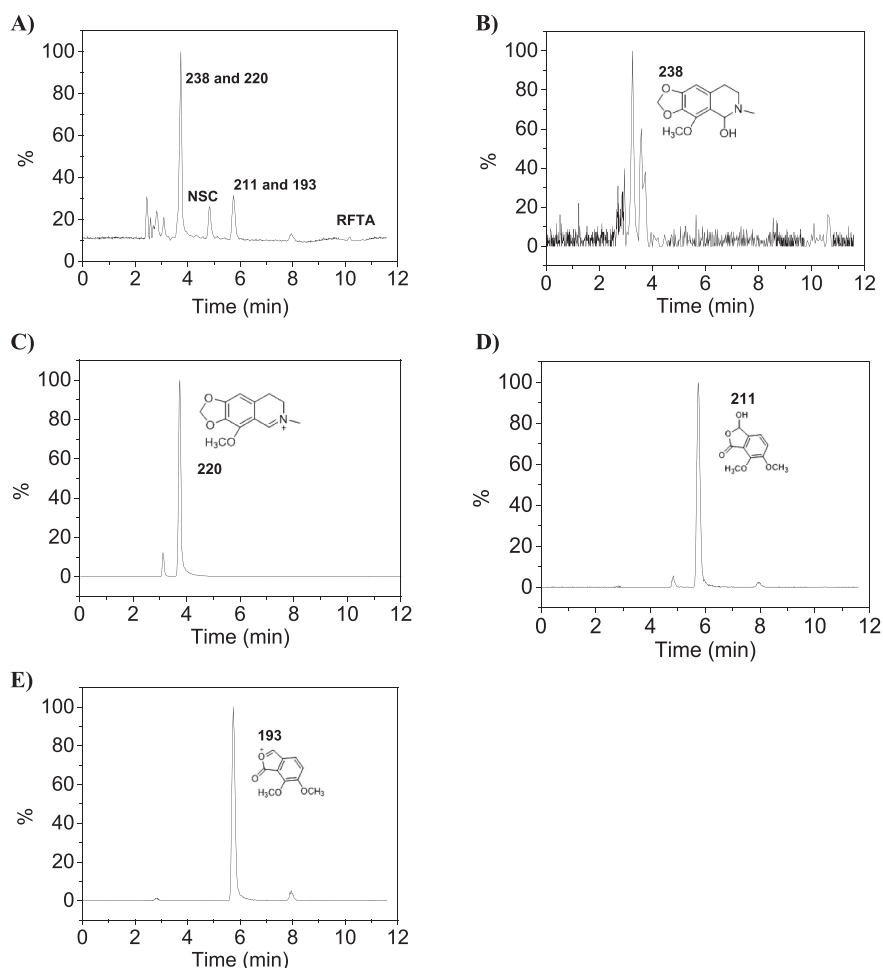 A)
100
80
60
40
20
0
%
238 and 220
NSC
211 and 193
RFTA
0 2 4 6 8 10 12
Time (min)
B)
100
80
60
40
20
0
%
238
O
O
H₃CO
N
OH
0 2 4 6 8 10 12
Time (min)
C)
100
80
60
40
20
0
%
O
O
H₃CO
N
+
220
0 2 4 6 8 10 12
Time (min)
D)
100
80
60
40
20
0
%
211
OH
O
O
H₃CO
OCH₃
0 2 4 6 8 10 12
Time (min)
E)
100
80
60
40
20
0
%
193
+
O
O
H₃CO
OCH₃
0 2 4 6 8 10 12
Time (min)